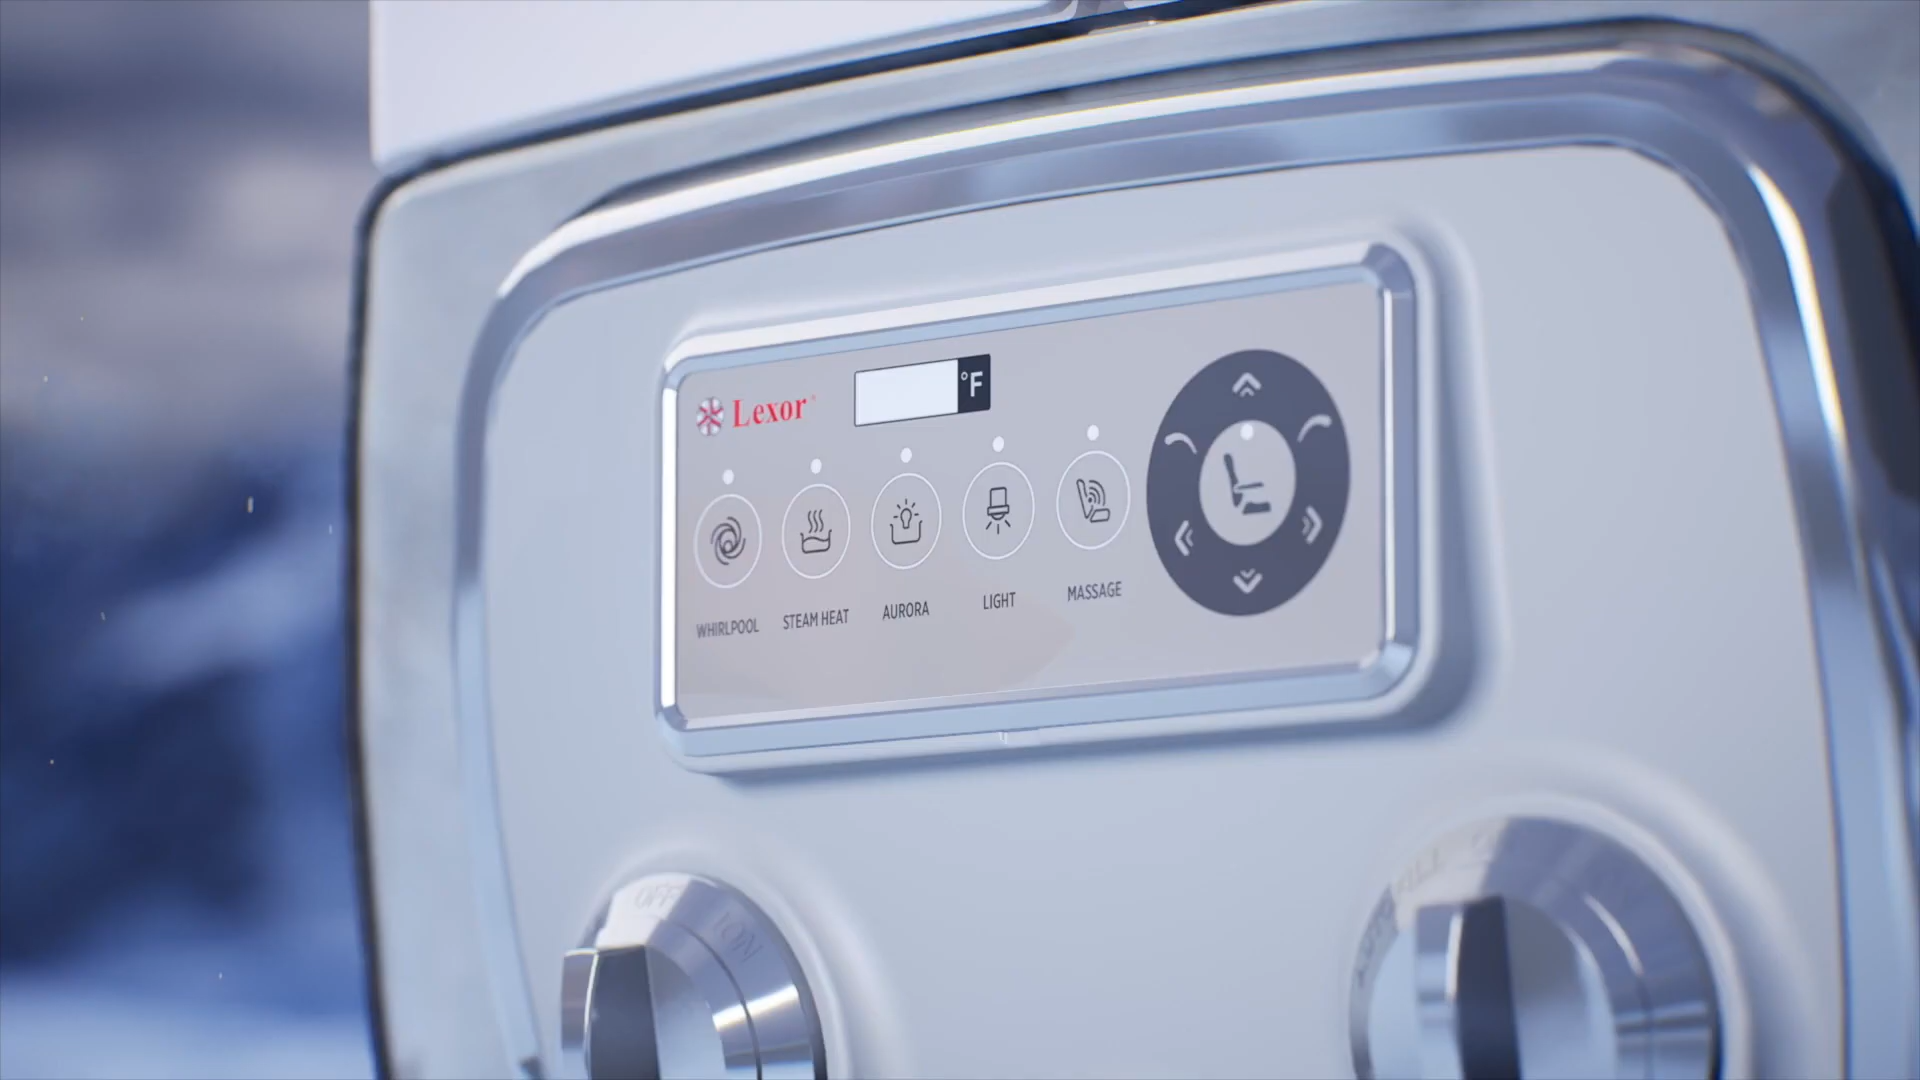 Lexor
°F
WHIRLPOOL
STEAM HEAT
AURORA
LIGHT
MASSAGE
OFF
ON